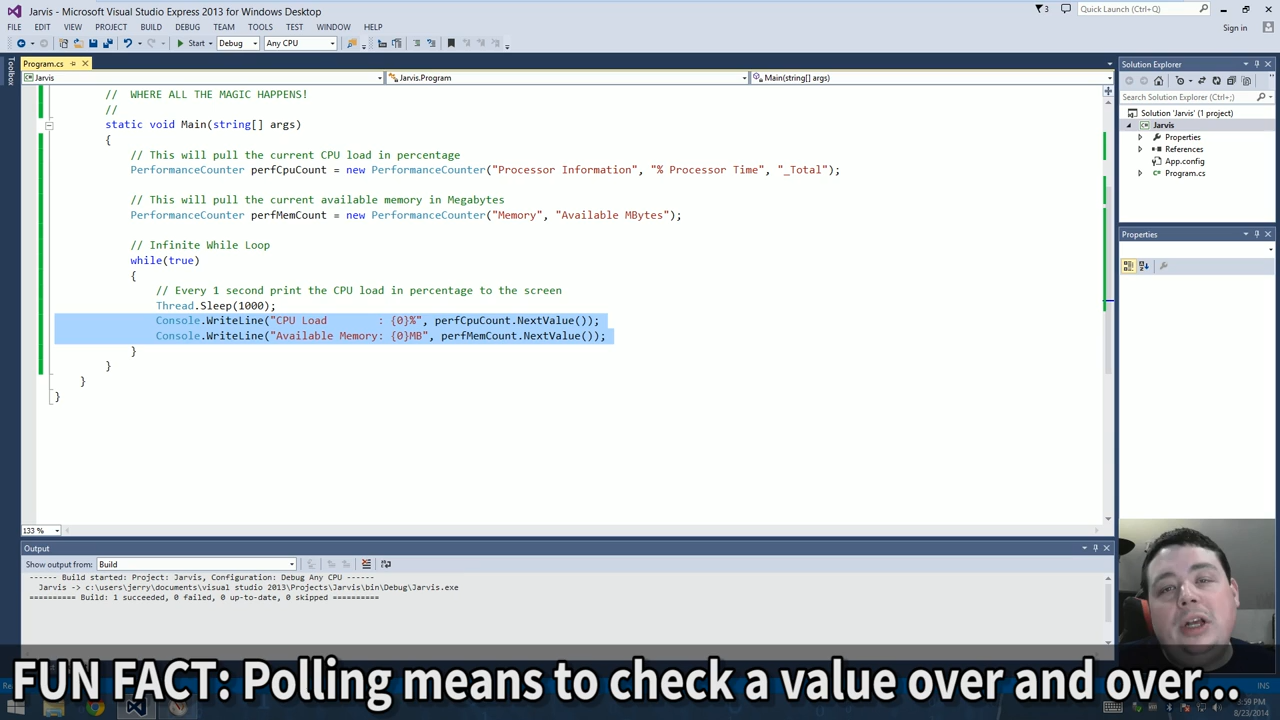 Jarvis - Microsoft Visual Studio Express 2013 for Windows Desktop
3
Quick Launch (Ctrl+Q)
FILE EDIT VIEW PROJECT BUILD DEBUG TEAM TOOLS TEST WINDOW HELP
Sign in
Start Debug Any CPU
Toolbox
Program.cs
Jarvis
Jarvis.Program
Main(string[] args)
// WHERE ALL THE MAGIC HAPPENS!
//
static void Main(string[] args)
{
// This will pull the current CPU load in percentage
PerformanceCounter perfCpuCount = new PerformanceCounter("Processor Information", "% Processor Time", "_Total");
// This will pull the current available memory in Megabytes
PerformanceCounter perfMemCount = new PerformanceCounter("Memory", "Available MBytes");
// Infinite While Loop
while(true)
{
// Every 1 second print the CPU load in percentage to the screen
Thread.Sleep(1000);
Console.WriteLine("CPU Load        : {0}%", perfCpuCount.NextValue());
Console.WriteLine("Available Memory: {0}MB", perfMemCount.NextValue());
}
}
}
}
133 %
Solution Explorer
Search Solution Explorer (Ctrl+;)
Solution 'Jarvis' (1 project)
Jarvis
Properties
References
App.config
Program.cs
Properties
Output
Show output from: Build
------ Build started: Project: Jarvis, Configuration: Debug Any CPU ------
Jarvis -> c:\users\jerry\documents\visual studio 2013\Projects\Jarvis\bin\Debug\Jarvis.exe
========== Build: 1 succeeded, 0 failed, 0 up-to-date, 0 skipped ==========
FUN FACT: Polling means to check a value over and over...
INS
:59 PM
8/23/2014